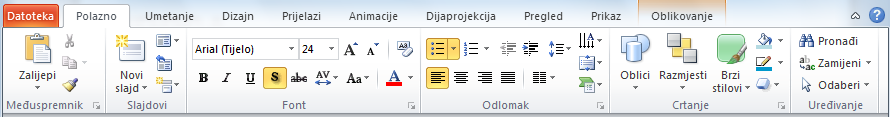 Datoteka Polazno Umetanje Dizajn Prijelazi Animacije Dijaprojekcija Pregled Prikaz Oblikovanje
Zalijepi
Međuspremnik
Novi
slajd
Slajdovi
Arial (Tijelo) 24
B I U S abc AV Aa A
Font
Odlomak
Oblici Razmjesti Brzi
stilovi
Crtanje
Pronađi
Zamijeni
Odaberi
Uređivanje